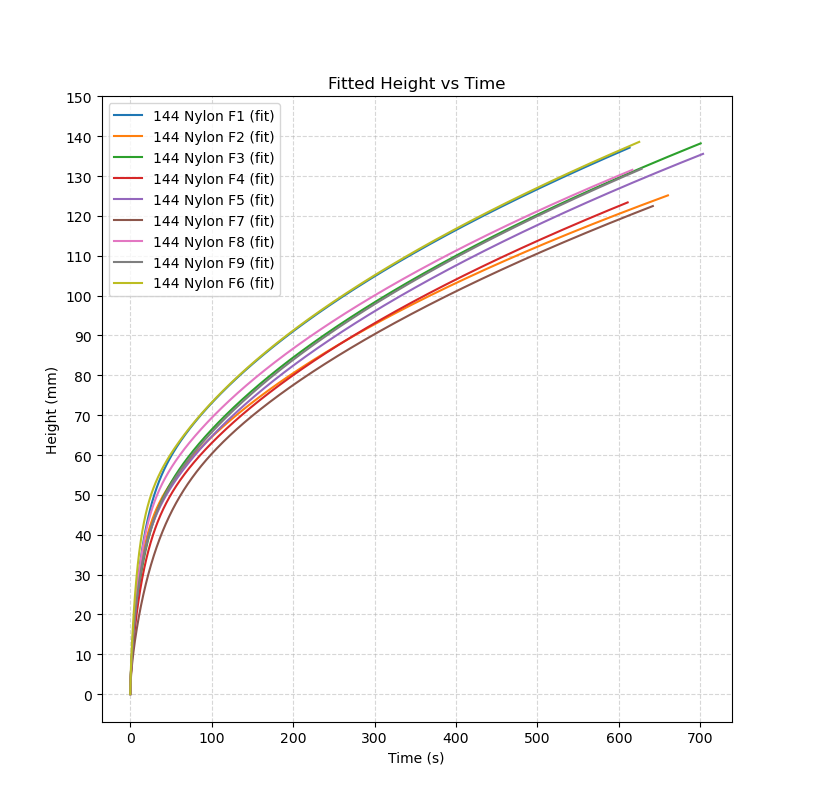 Fitted Height vs Time
144 Nylon F1 (fit)
144 Nylon F2 (fit)
144 Nylon F3 (fit)
144 Nylon F4 (fit)
144 Nylon F5 (fit)
144 Nylon F7 (fit)
144 Nylon F8 (fit)
144 Nylon F9 (fit)
144 Nylon F6 (fit)
Height (mm)
150
140
130
120
110
100
90
80
70
60
50
40
30
20
10
0
0 100 200 300 400 500 600 700
Time (s)